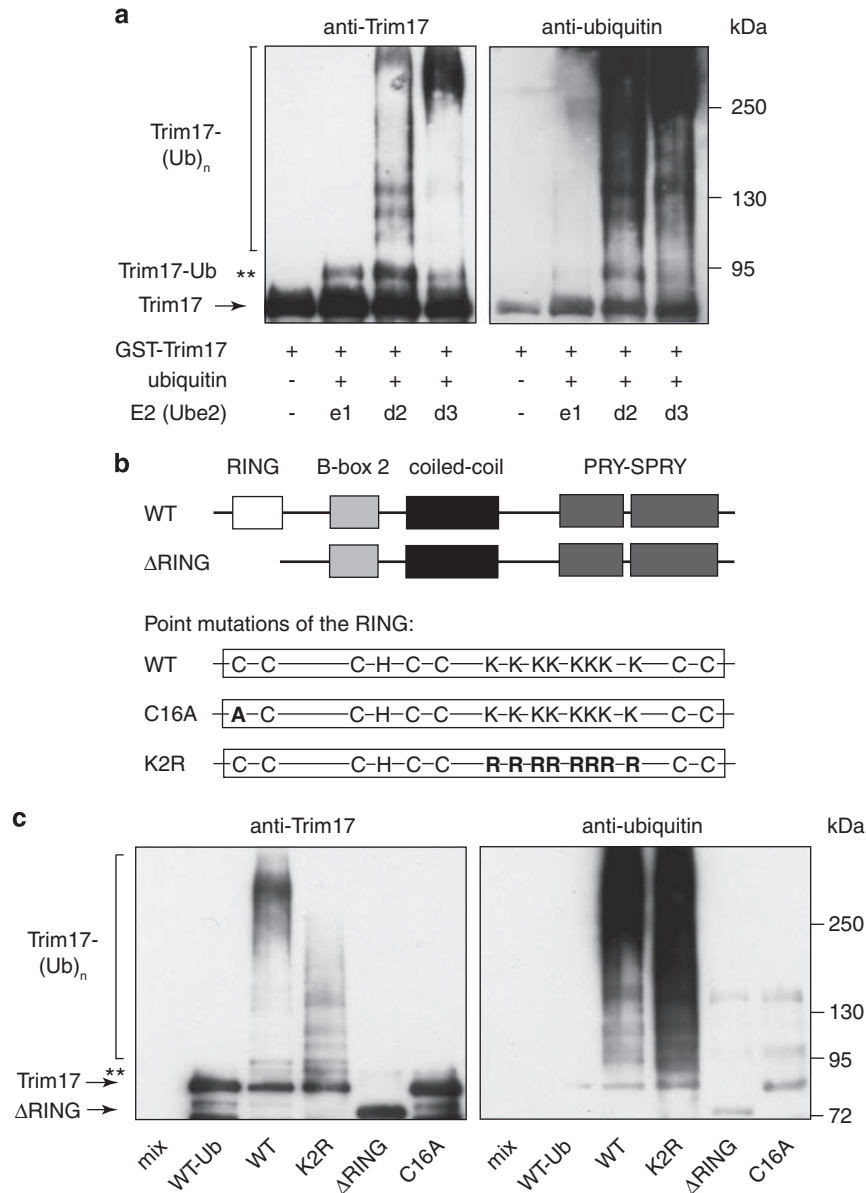 a
anti-Trim17 anti-ubiquitin kDa
Trim17-
(Ub)n
250
130
Trim17-Ub ** 95
Trim17
GST-Trim17 + + + + + + + +
ubiquitin - + + + - + + +
E2 (Ube2) - e1 d2 d3 - e1 d2 d3
b
RING B-box 2 coiled-coil PRY-SPRY
WT
ΔRING
Point mutations of the RING:
WT C-C C-H-C-C K-K-KK-KKK-K C-C
C16A A-C C-H-C-C K-K-KK-KKK-K C-C
K2R C-C C-H-C-C R-R-RR-RRR-R C-C
c
anti-Trim17 anti-ubiquitin kDa
Trim17-
(Ub)n
250
130
** 95
Trim17
ΔRING 72
mix WT-Ub WT K2R ΔRING C16A mix WT-Ub WT K2R ΔRING C16A